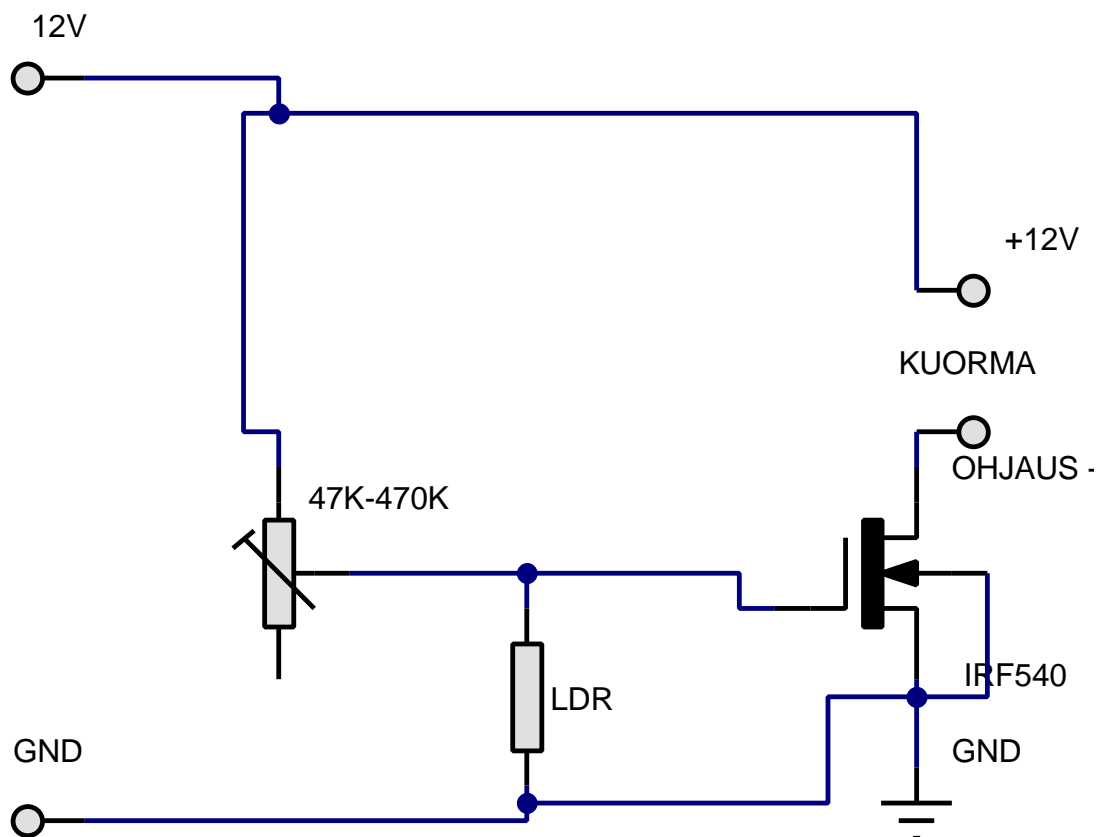 12V
+12V
KUORMA
OHJAUS -
47K-470K
LDR
IRF540
GND
GND